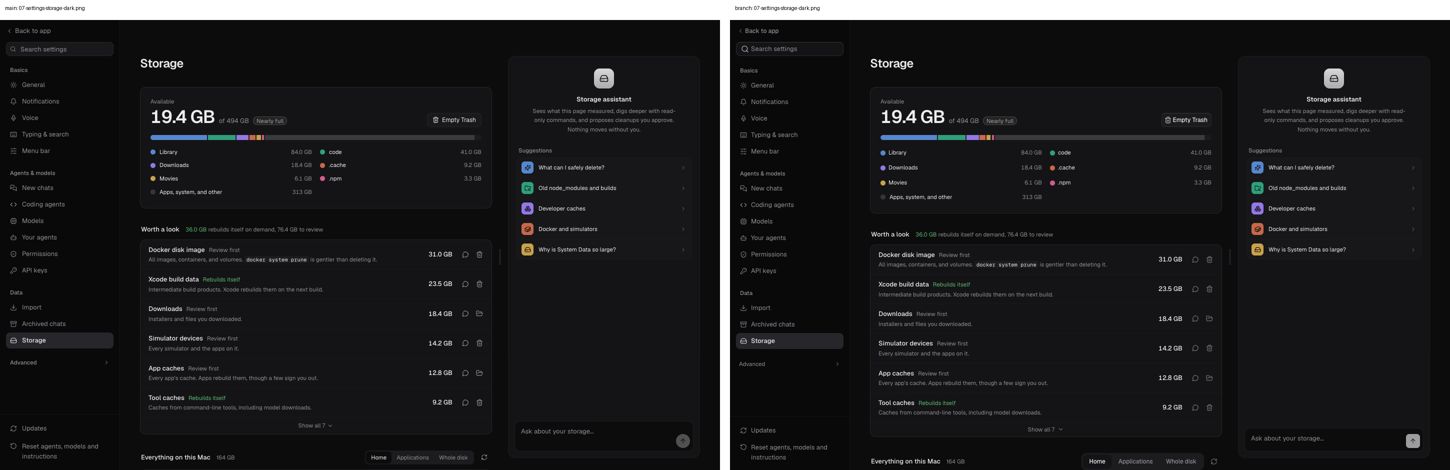 main: 07-settings-storage-dark.png
Back to app
Search settings
Basics
General
Notifications
Voice
Typing & search
Menu bar
Agents & models
New chats
Coding agents
Models
Your agents
Permissions
API keys
Data
Import
Archived chats
Storage
Advanced
Updates
Reset agents, models and
instructions
Storage
Available
19.4 GB of 494 GB Nearly full
Empty Trash
Library 84.0 GB
code 41.0 GB
Downloads 18.4 GB
.cache 9.2 GB
Movies 6.1 GB
.npm 3.3 GB
Apps, system, and other 313 GB
Worth a look 36.0 GB rebuilds itself on demand, 76.4 GB to review
Docker disk image Review first
All images, containers, and volumes. docker system prune is gentler than deleting it.
31.0 GB
Xcode build data Rebuilds itself
Intermediate build products. Xcode rebuilds them on the next build.
23.5 GB
Downloads Review first
Installers and files you downloaded.
18.4 GB
Simulator devices Review first
Every simulator and the apps on it.
14.2 GB
App caches Review first
Every app's cache. Apps rebuild them, though a few sign you out.
12.8 GB
Tool caches Rebuilds itself
Caches from command-line tools, including model downloads.
9.2 GB
Show all 7
Everything on this Mac 164 GB
Home Applications Whole disk
Storage assistant
Sees what this page measured, digs deeper with read-
only commands, and proposes cleanups you approve.
Nothing moves without you.
Suggestions
What can I safely delete?
Old node_modules and builds
Developer caches
Docker and simulators
Why is System Data so large?
Ask about your storage...
branch: 07-settings-storage-dark.png
Back to app
Search settings
Basics
General
Notifications
Voice
Typing & search
Menu bar
Agents & models
New chats
Coding agents
Models
Your agents
Permissions
API keys
Data
Import
Archived chats
Storage
Advanced
Updates
Reset agents, models and
instructions
Storage
Available
19.4 GB of 494 GB Nearly full
Empty Trash
Library 84.0 GB
code 41.0 GB
Downloads 18.4 GB
.cache 9.2 GB
Movies 6.1 GB
.npm 3.3 GB
Apps, system, and other 313 GB
Worth a look 36.0 GB rebuilds itself on demand, 76.4 GB to review
Docker disk image Review first
All images, containers, and volumes. docker system prune is gentler than deleting it.
31.0 GB
Xcode build data Rebuilds itself
Intermediate build products. Xcode rebuilds them on the next build.
23.5 GB
Downloads Review first
Installers and files you downloaded.
18.4 GB
Simulator devices Review first
Every simulator and the apps on it.
14.2 GB
App caches Review first
Every app's cache. Apps rebuild them, though a few sign you out.
12.8 GB
Tool caches Rebuilds itself
Caches from command-line tools, including model downloads.
9.2 GB
Show all 7
Everything on this Mac 164 GB
Home Applications Whole disk
Storage assistant
Sees what this page measured, digs deeper with read-
only commands, and proposes cleanups you approve.
Nothing moves without you.
Suggestions
What can I safely delete?
Old node_modules and builds
Developer caches
Docker and simulators
Why is System Data so large?
Ask about your storage...